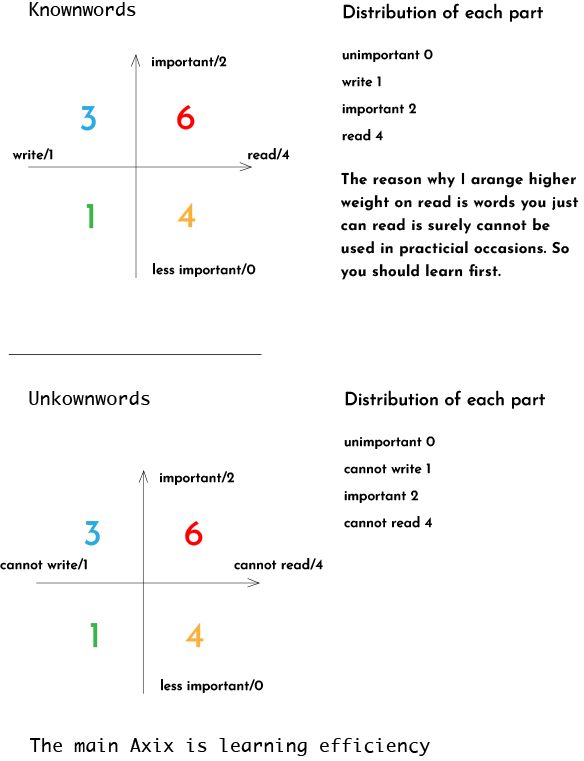 Knownwords
Distribution of each part
important/2
unimportant 0
write 1
3
6
important 2
read 4
write/1
read/4
The reason why I arange higher
weight on read is words you just
can read is surely cannot be
used in practicial occasions. So
you should learn first.
1
4
less important/0
Unkownwords
Distribution of each part
important/2
unimportant 0
cannot write 1
important 2
cannot read 4
3
6
cannot write/1
cannot read/4
1
4
less important/0
The main Axix is learning efficiency